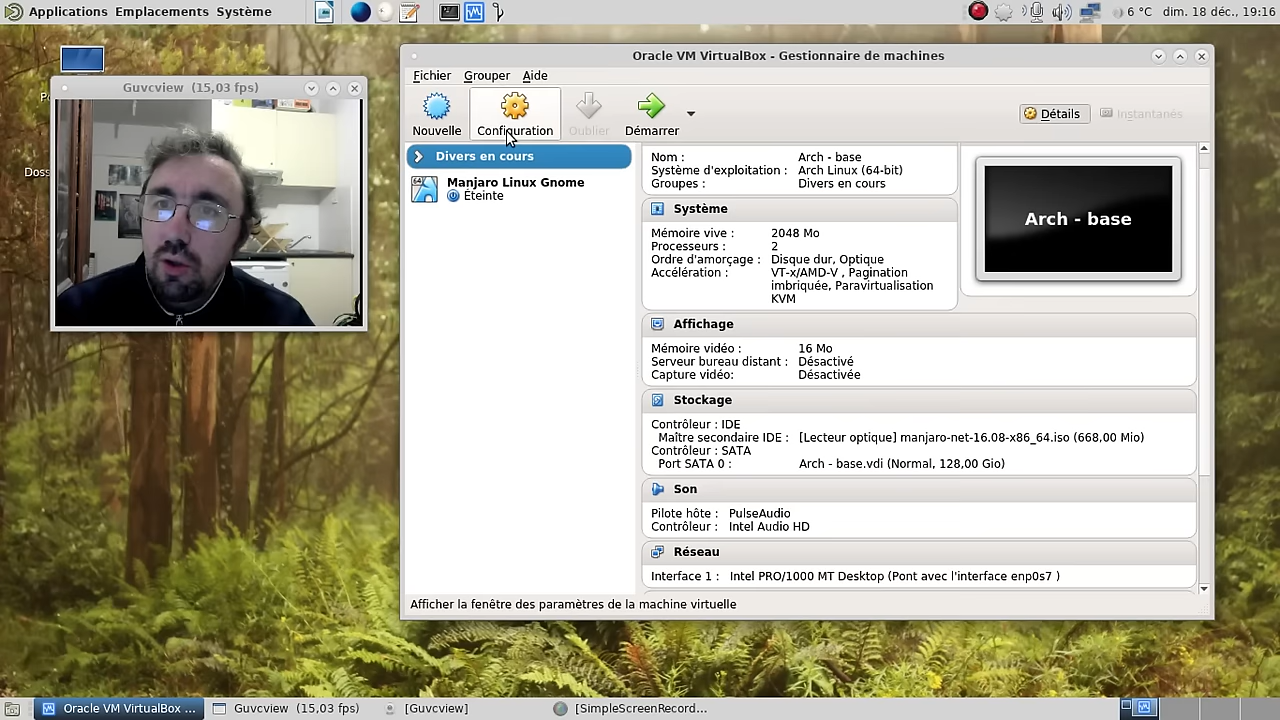 Applications Emplacements Système
6 °C dim. 18 déc., 19:16
Guvcview (15,03 fps)
Oracle VM VirtualBox - Gestionnaire de machines
Fichier Grouper Aide
Nouvelle Configuration Oublier Démarrer
Détails Instantanés
Divers en cours
64
Manjaro Linux Gnome
Éteinte
Nom : Arch - base
Système d'exploitation : Arch Linux (64-bit)
Groupes : Divers en cours
Arch - base
Système
Mémoire vive : 2048 Mo
Processeurs : 2
Ordre d'amorçage : Disque dur, Optique
Accélération : VT-x/AMD-V , Pagination
imbriquée, Paravirtualisation
KVM
Affichage
Mémoire vidéo : 16 Mo
Serveur bureau distant : Désactivé
Capture vidéo: Désactivée
Stockage
Contrôleur : IDE
Maître secondaire IDE : [Lecteur optique] manjaro-net-16.08-x86_64.iso (668,00 Mio)
Contrôleur : SATA
Port SATA 0 : Arch - base.vdi (Normal, 128,00 Gio)
Son
Pilote hôte : PulseAudio
Contrôleur : Intel Audio HD
Réseau
Interface 1 : Intel PRO/1000 MT Desktop (Pont avec l'interface enp0s7 )
Afficher la fenêtre des paramètres de la machine virtuelle
Oracle VM VirtualBox ... Guvcview (15,03 fps) [Guvcview] [SimpleScreenRecord...